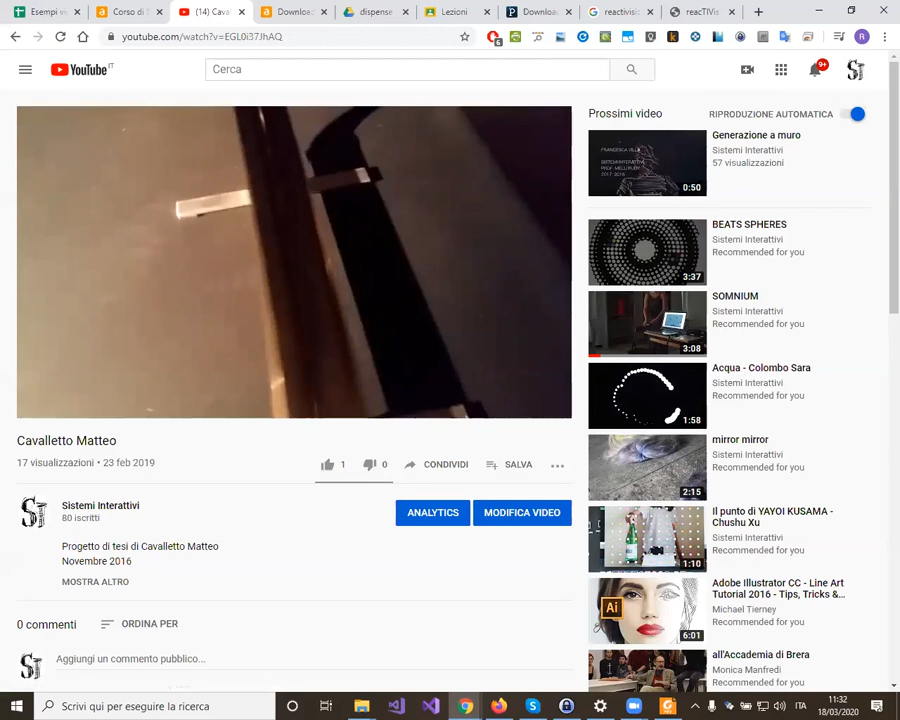 Esempi ve
Corso di
(14) Cava
Download
dispense
Lezioni
Download
reactivisio
reacTIVis
youtube.com/watch?v=EGL0i37JhAQ
YouTube IT
Cerca
9+
Prossimi video
RIPRODUZIONE AUTOMATICA
Generazione a muro
Sistemi Interattivi
57 visualizzazioni
0:50
BEATS SPHERES
Sistemi Interattivi
Recommended for you
3:37
SOMNIUM
Sistemi Interattivi
Recommended for you
3:08
Acqua - Colombo Sara
Sistemi Interattivi
Recommended for you
1:58
mirror mirror
Sistemi Interattivi
Recommended for you
2:15
Il punto di YAYOI KUSAMA -
Chushu Xu
Sistemi Interattivi
Recommended for you
1:10
Adobe Illustrator CC - Line Art
Tutorial 2016 - Tips, Tricks &...
Michael Tierney
Recommended for you
Ai
6:01
all'Accademia di Brera
Monica Manfredi
Recommended for you
Cavalletto Matteo
17 visualizzazioni • 23 feb 2019
1
0
CONDIVIDI
SALVA
Sistemi Interattivi
80 iscritti
ANALYTICS
MODIFICA VIDEO
Progetto di tesi di Cavalletto Matteo
Novembre 2016
MOSTRA ALTRO
0 commenti
ORDINA PER
Aggiungi un commento pubblico...
Scrivi qui per eseguire la ricerca
11:32
18/03/2020